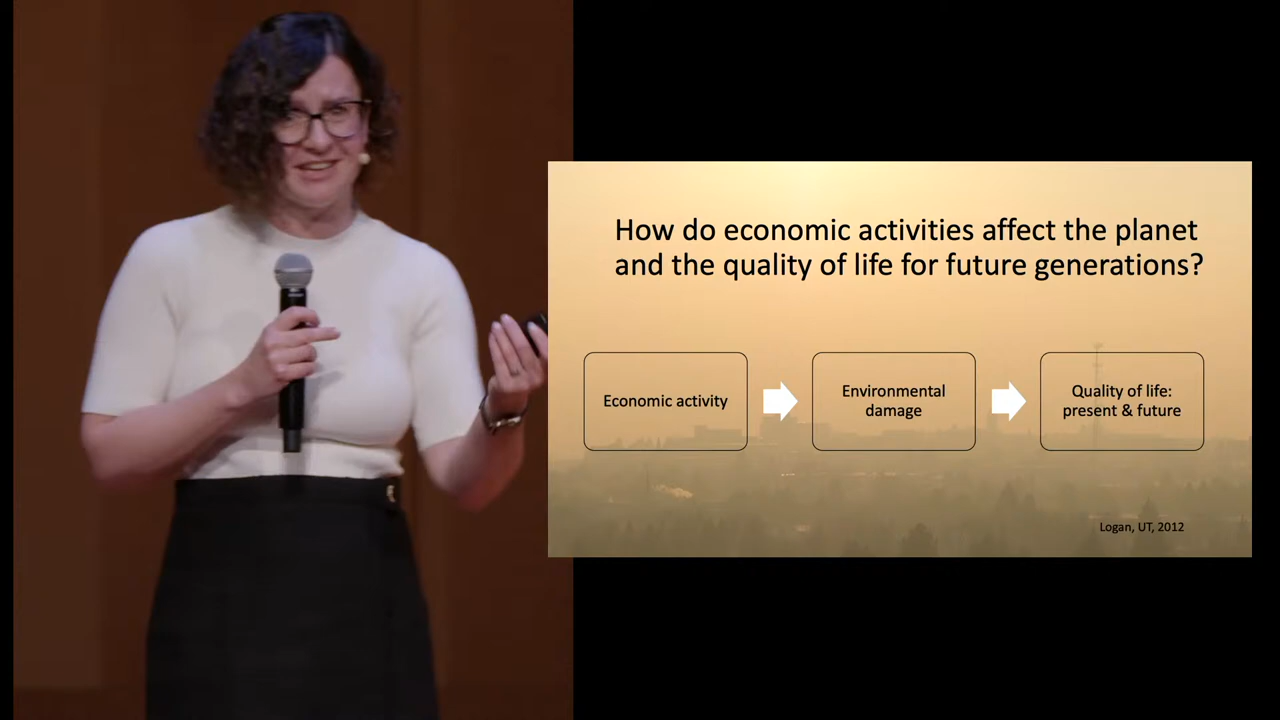 How do economic activities affect the planet
and the quality of life for future generations?
Economic activity
Environmental
damage
Quality of life:
present & future
Logan, UT, 2012